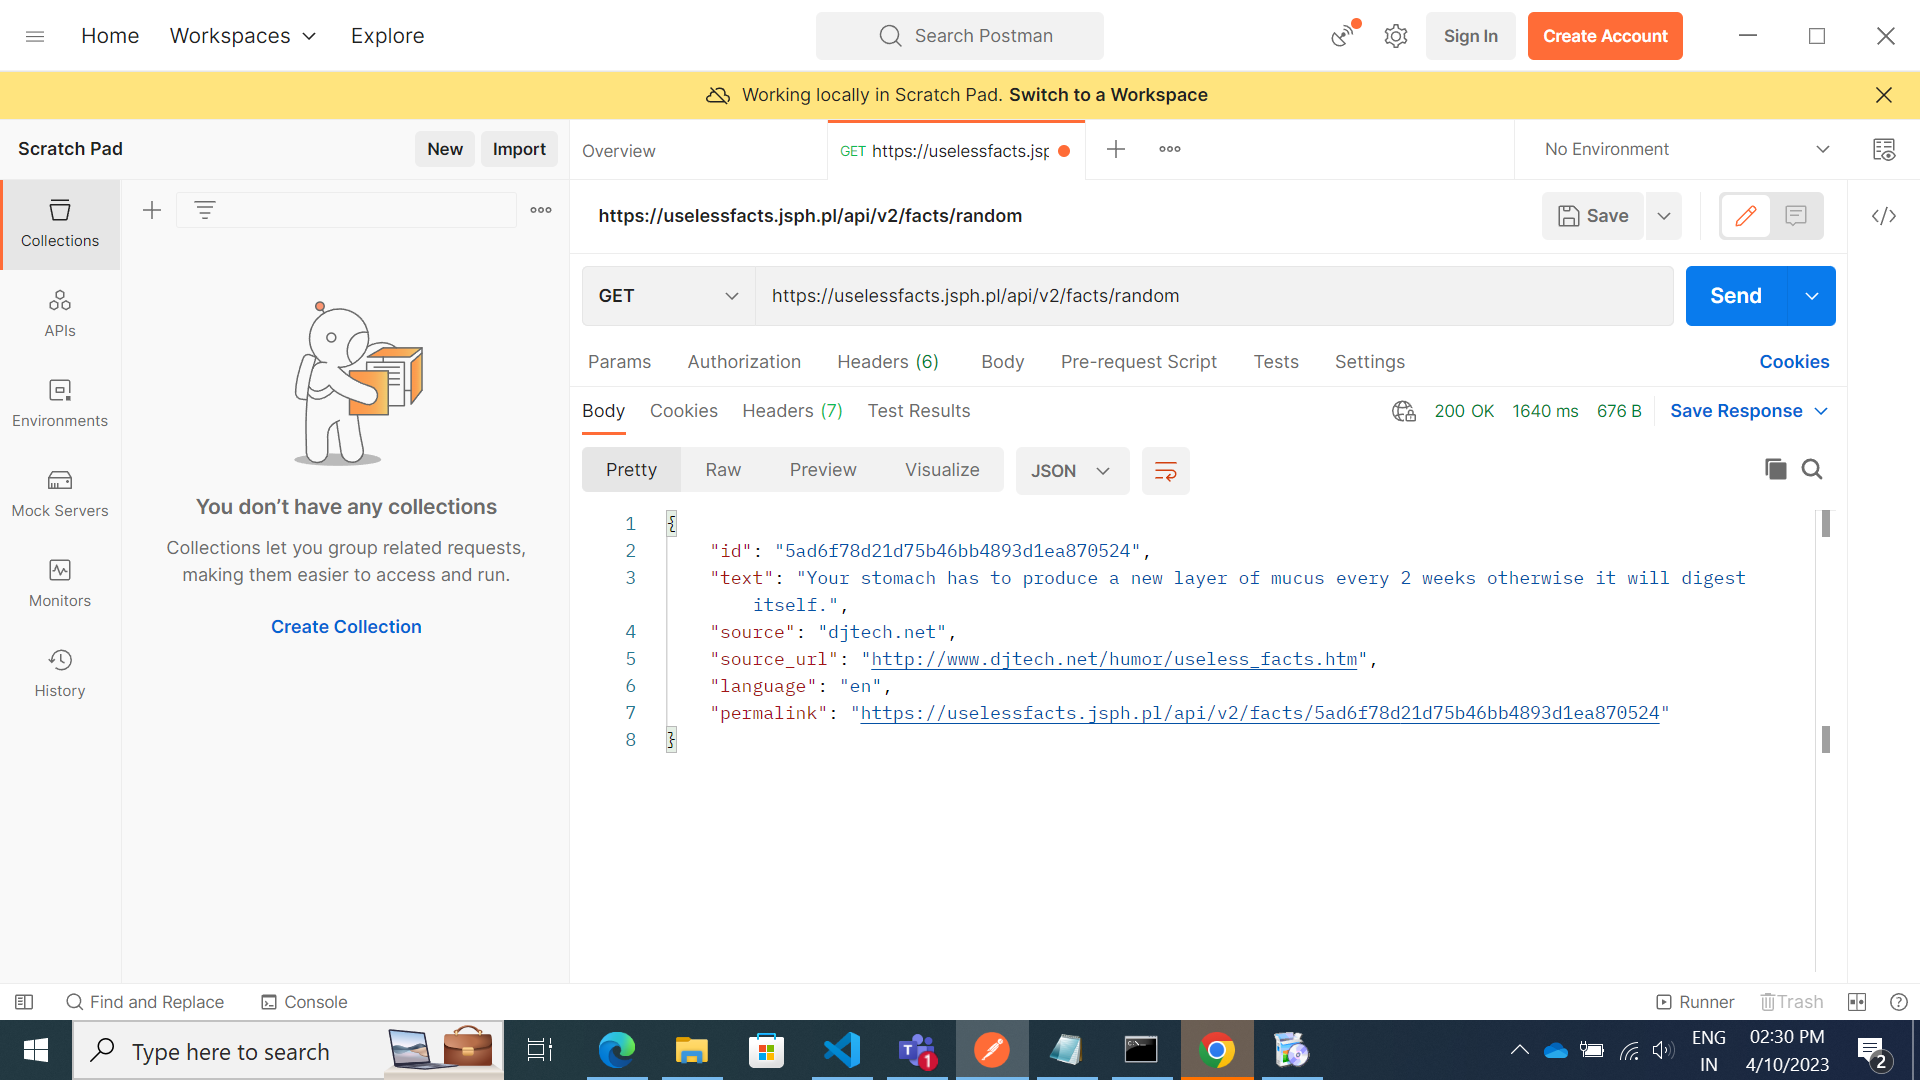 Home Workspaces Explore Search Postman Sign In Create Account
Working locally in Scratch Pad. Switch to a Workspace
Scratch Pad New Import Overview GET https://uselessfacts.jsp No Environment
https://uselessfacts.jsph.pl/api/v2/facts/random Save
Collections
GET https://uselessfacts.jsph.pl/api/v2/facts/random Send
APIs
Params Authorization Headers (6) Body Pre-request Script Tests Settings Cookies
Environments
Body Cookies Headers (7) Test Results 200 OK 1640 ms 676 B Save Response
Pretty Raw Preview Visualize JSON
Mock Servers
You don’t have any collections
Collections let you group related requests,
making them easier to access and run.
Create Collection
Monitors
History
1 {
2 "id": "5ad6f78d21d75b46bb4893d1ea870524",
3 "text": "Your stomach has to produce a new layer of mucus every 2 weeks otherwise it will digest
itself.",
4 "source": "djtech.net",
5 "source_url": "http://www.djtech.net/humor/useless_facts.htm",
6 "language": "en",
7 "permalink": "https://uselessfacts.jsph.pl/api/v2/facts/5ad6f78d21d75b46bb4893d1ea870524"
8 }
Find and Replace Console Runner Trash
Type here to search 1 ENG 02:30 PM
IN 4/10/2023 2